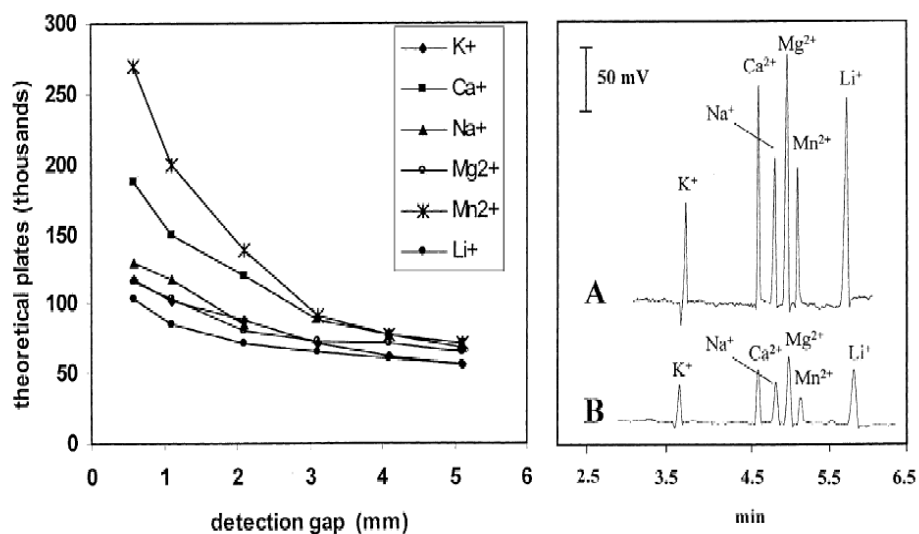 300
250
200
150
100
50
0
theoretical plates (thousands)
0 1 2 3 4 5 6
detection gap (mm)
K+
Ca+
Na+
Mg2+
Mn2+
Li+
50 mV
Mg²⁺
Ca²⁺
Li⁺
Na⁺
Mn²⁺
K⁺
A
Mg²⁺
Na⁺
Ca²⁺
Li⁺
K⁺
Mn²⁺
B
2.5 3.5 4.5 5.5 6.5
min